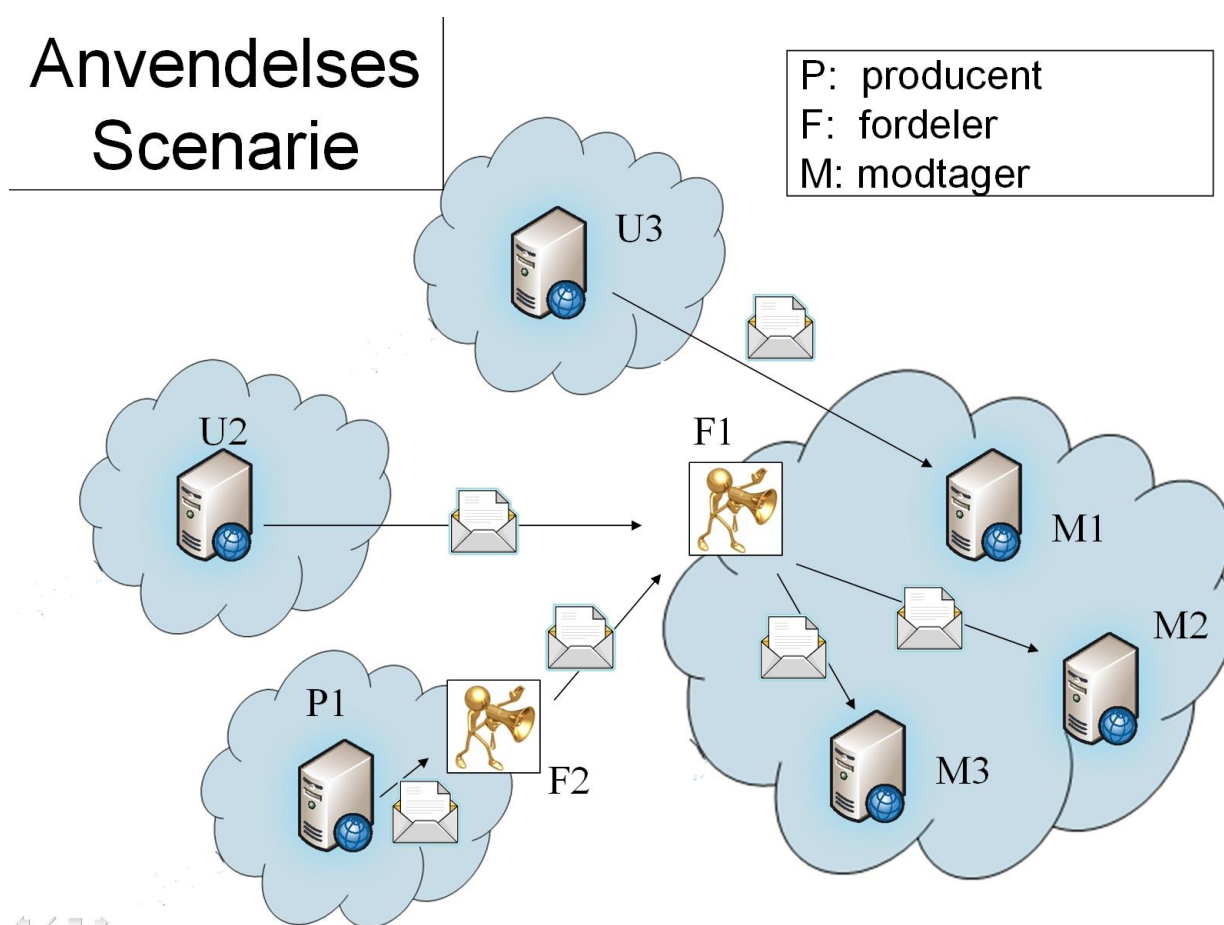 Anvendelses
Scenarie
P: producent
F: fordeler
M: modtager
U3
U2
F1
M1
M2
P1
F2
M3